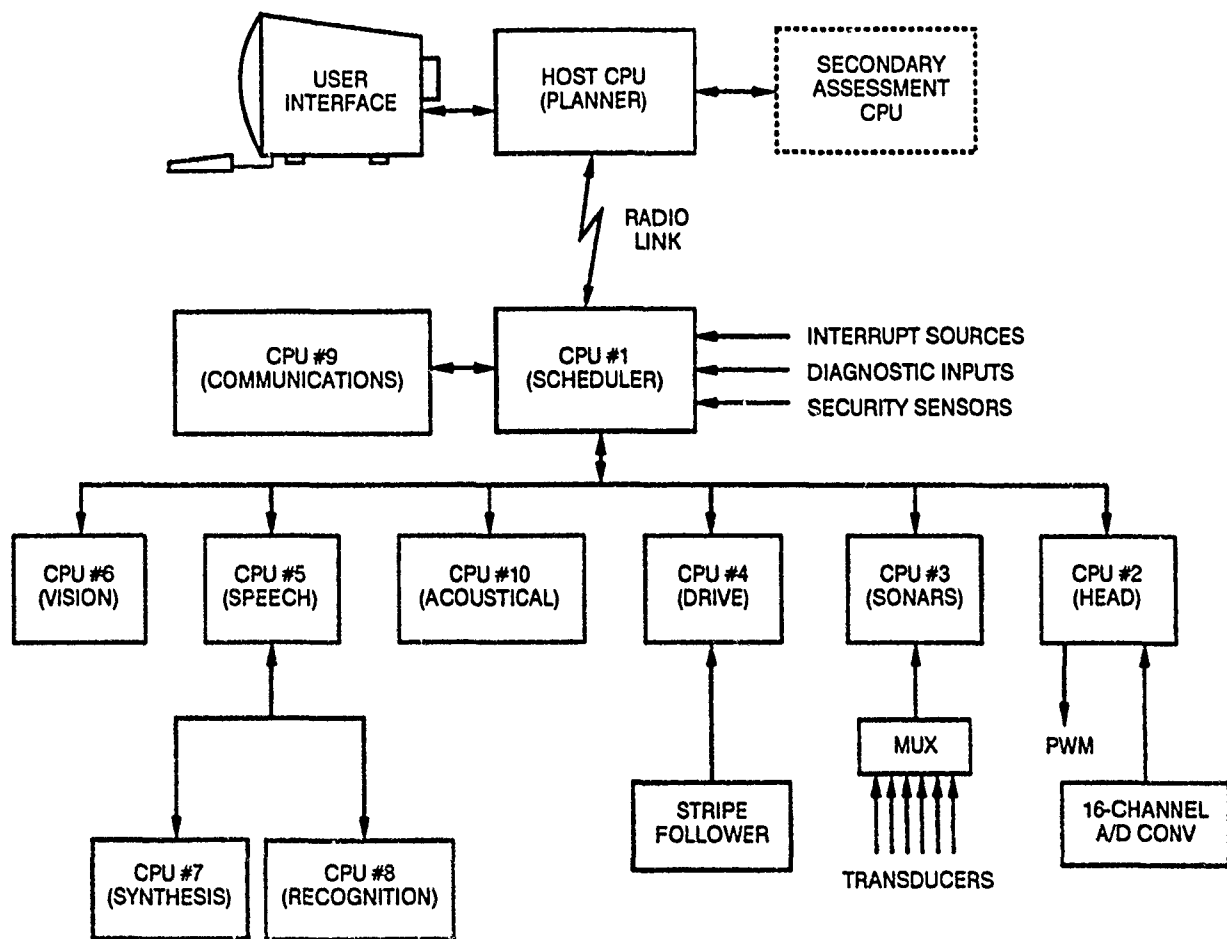 USER
INTERFACE
HOST CPU
(PLANNER)
SECONDARY
ASSESSMENT
CPU
RADIO
LINK
CPU #9
(COMMUNICATIONS)
CPU #1
(SCHEDULER)
INTERRUPT SOURCES
DIAGNOSTIC INPUTS
SECURITY SENSORS
CPU #6
(VISION)
CPU #5
(SPEECH)
CPU #10
(ACOUSTICAL)
CPU #4
(DRIVE)
CPU #3
(SONARS)
CPU #2
(HEAD)
MUX
PWM
STRIPE
FOLLOWER
16-CHANNEL
A/D CONV
CPU #7
(SYNTHESIS)
CPU #8
(RECOGNITION)
TRANSDUCERS